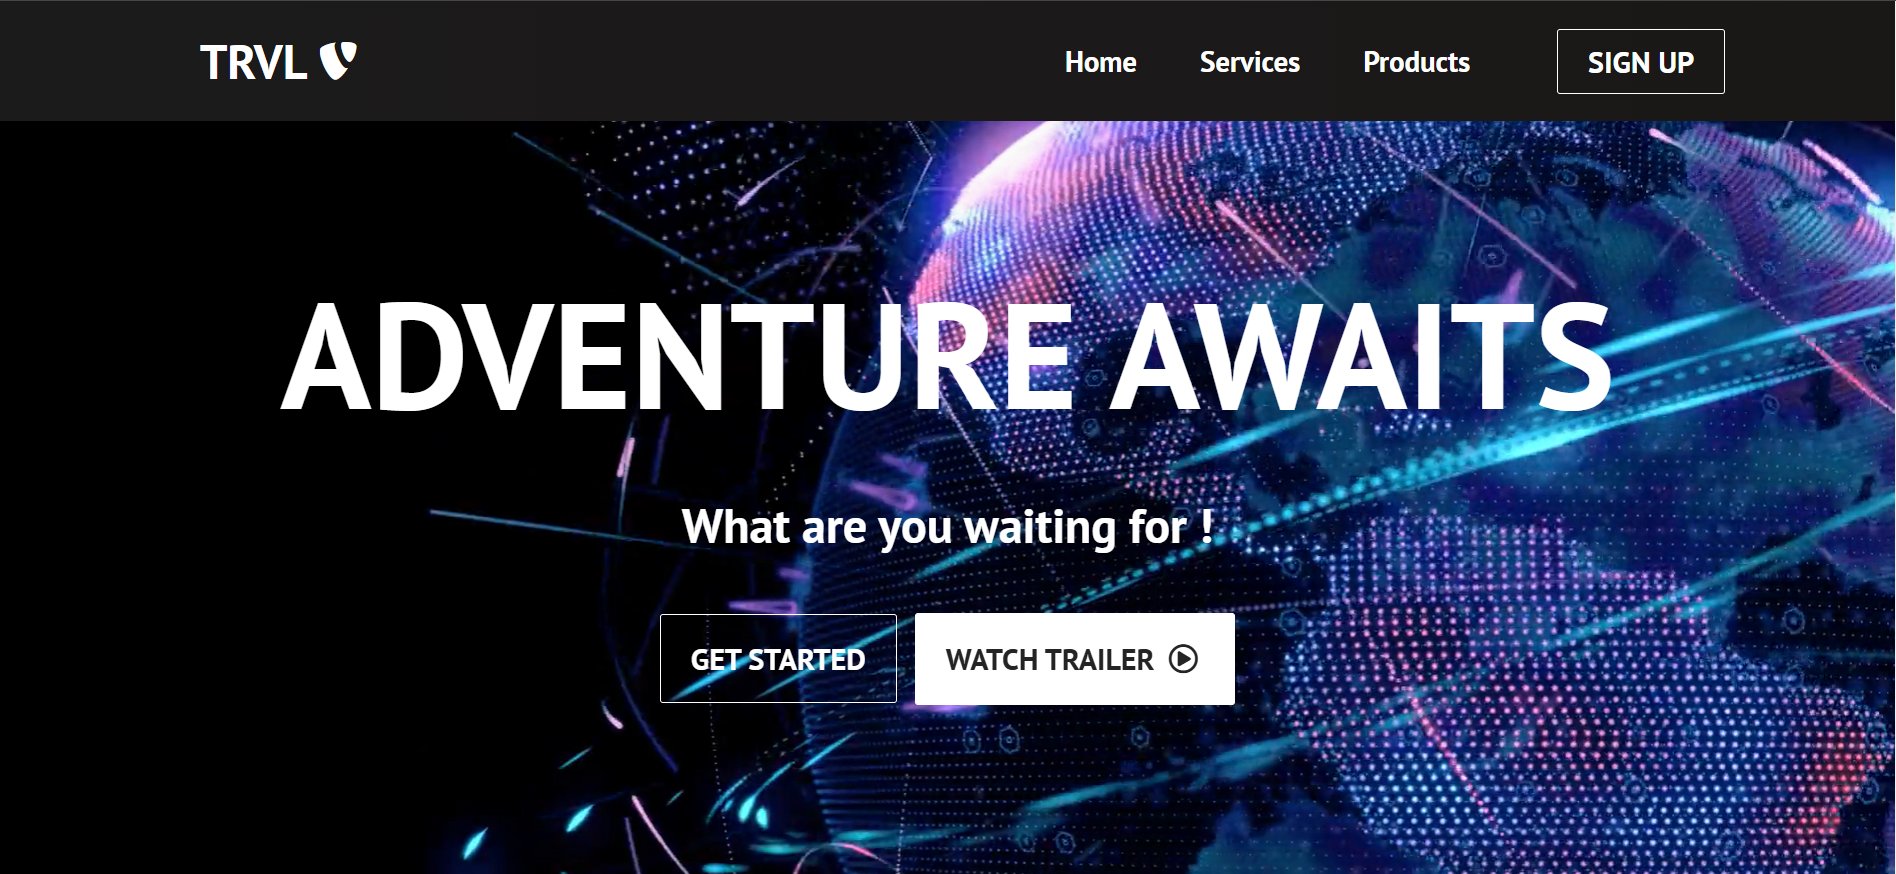 TRVL
Home Services Products SIGN UP
ADVENTURE AWAITS
What are you waiting for !
GET STARTED WATCH TRAILER